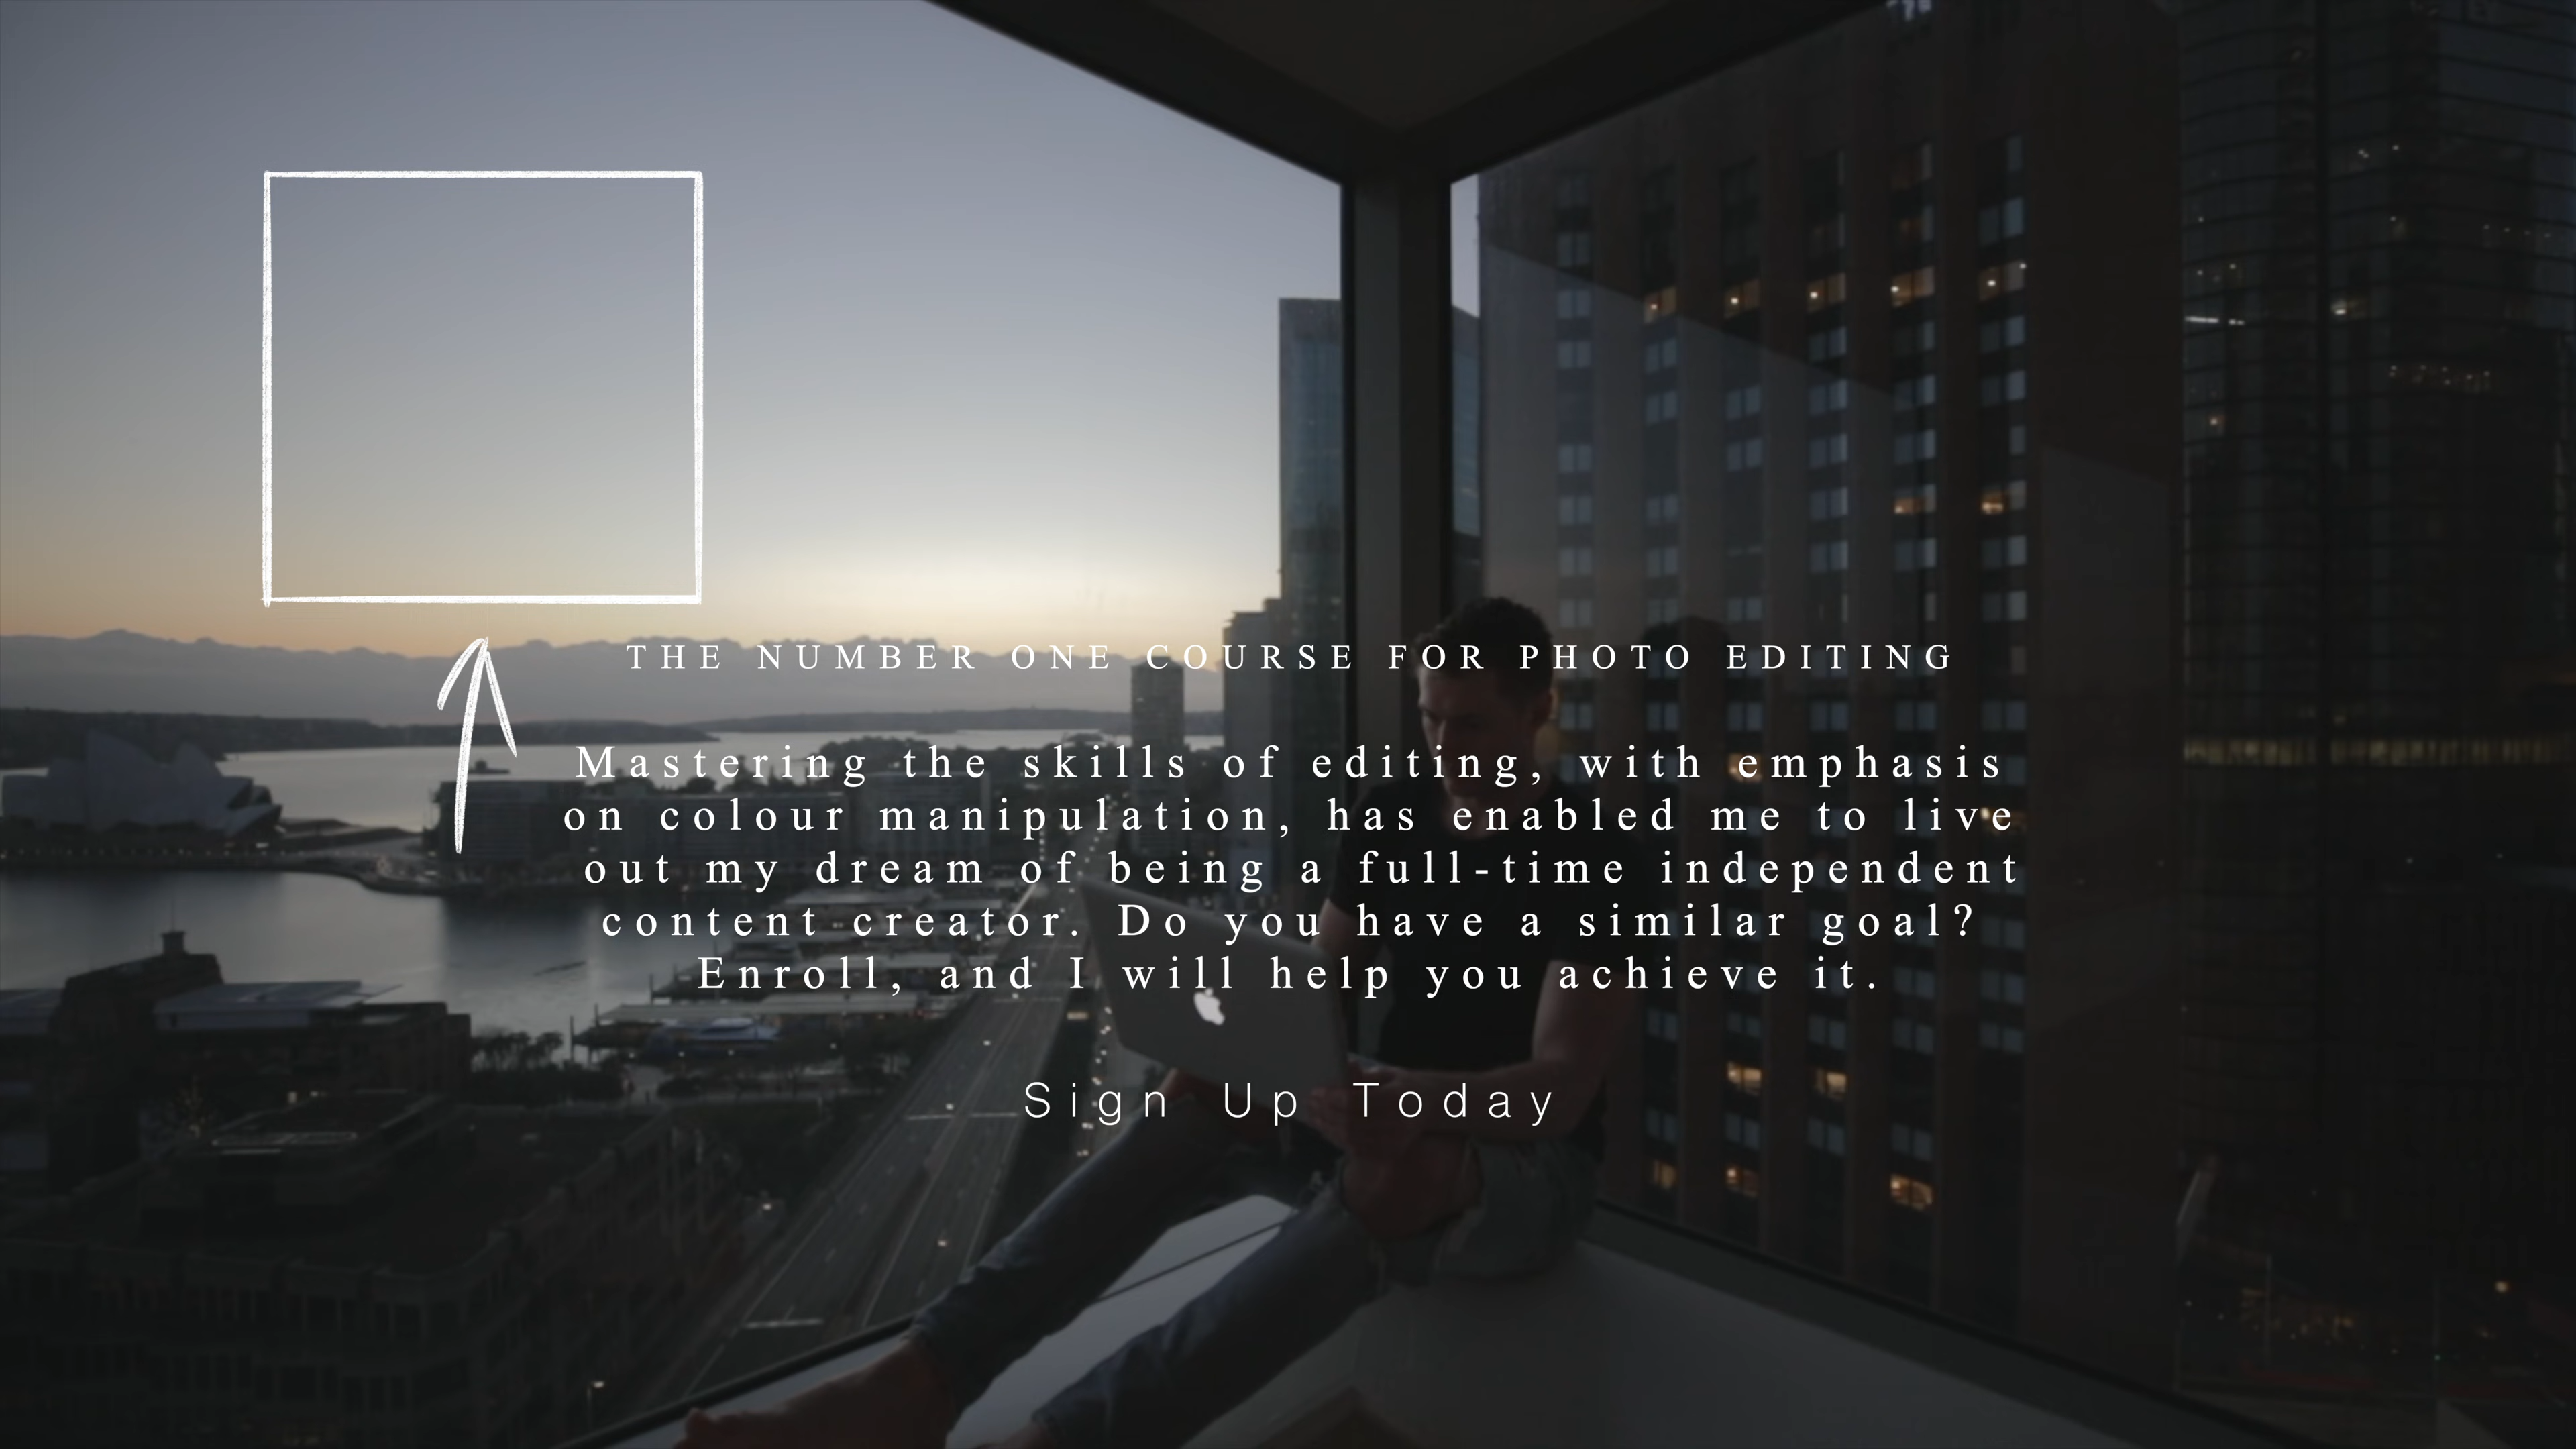 THE NUMBER ONE COURSE FOR PHOTO EDITING
Mastering the skills of editing, with emphasis
on colour manipulation, has enabled me to live
out my dream of being a full-time independent
content creator. Do you have a similar goal?
Enroll, and I will help you achieve it.
Sign Up Today